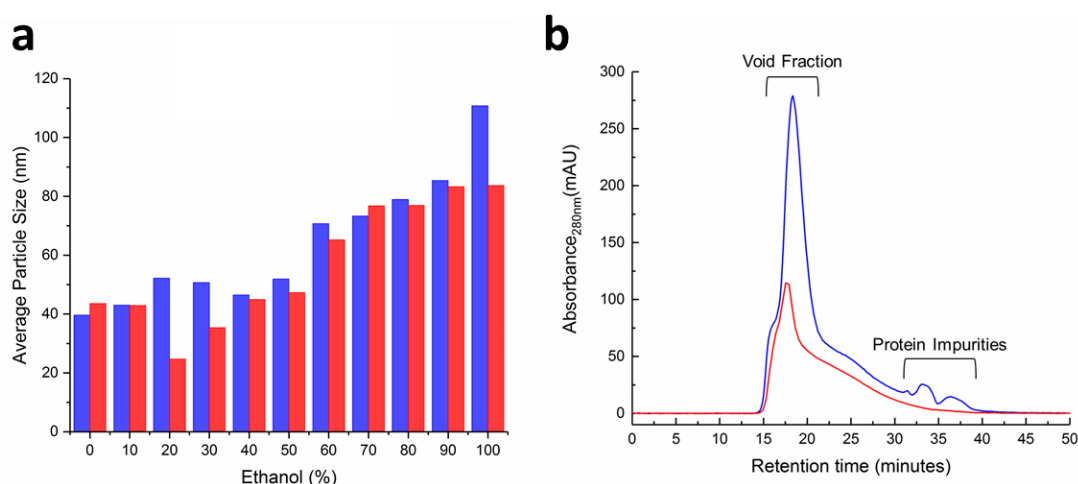 a
120
100
80
60
40
20
0
Average Particle Size (nm)
0 10 20 30 40 50 60 70 80 90 100
Ethanol (%)
b
Void Fraction
Protein Impurities
300
250
200
150
100
50
0
Absorbance280nm(mAU)
0 5 10 15 20 25 30 35 40 45 50
Retention time (minutes)